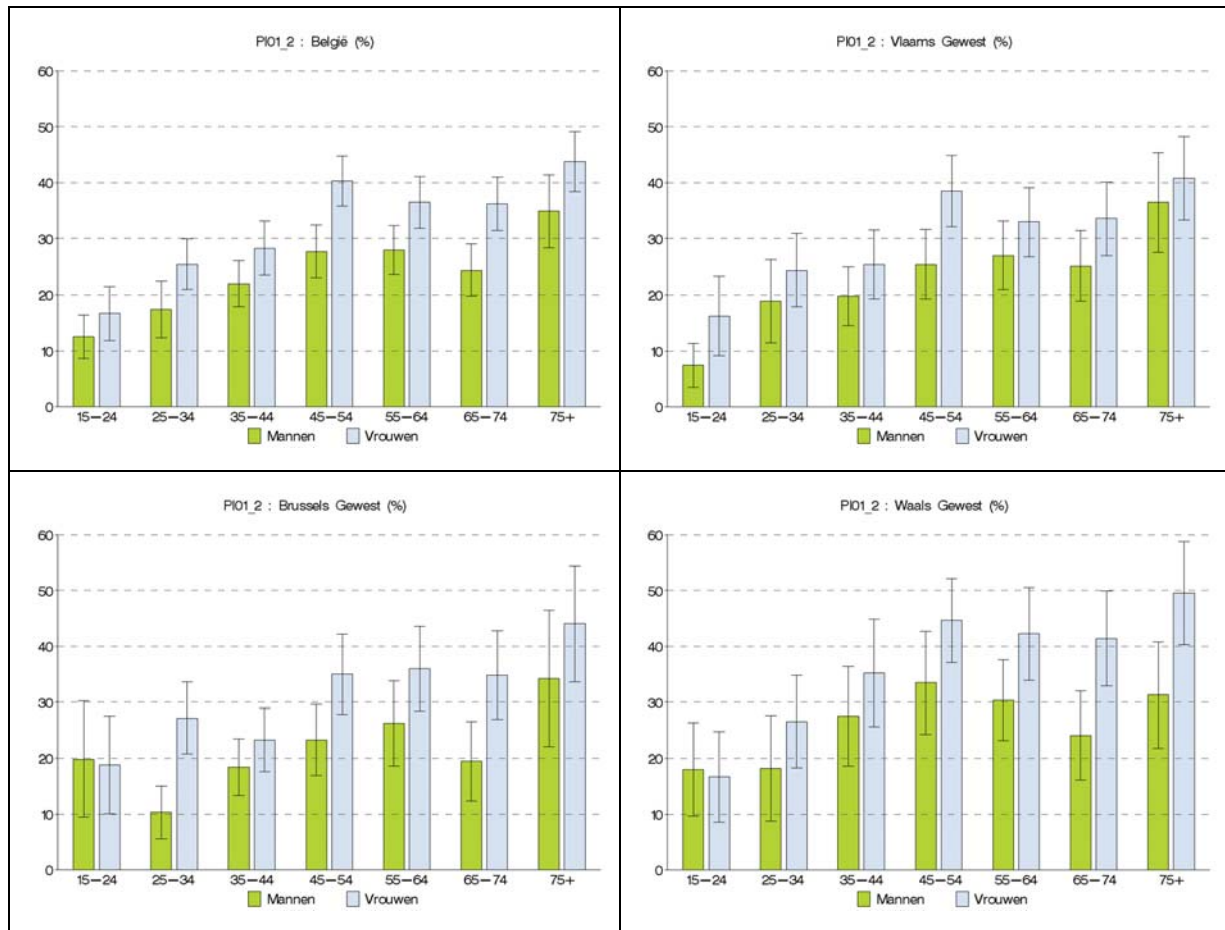 PI01_2 : België (%)
60
50
40
30
20
10
0
15–24 25–34 35–44 45–54 55–64 65–74 75+
Mannen Vrouwen
PI01_2 : Vlaams Gewest (%)
60
50
40
30
20
10
0
15–24 25–34 35–44 45–54 55–64 65–74 75+
Mannen Vrouwen
PI01_2 : Brussels Gewest (%)
60
50
40
30
20
10
0
15–24 25–34 35–44 45–54 55–64 65–74 75+
Mannen Vrouwen
PI01_2 : Waals Gewest (%)
60
50
40
30
20
10
0
15–24 25–34 35–44 45–54 55–64 65–74 75+
Mannen Vrouwen